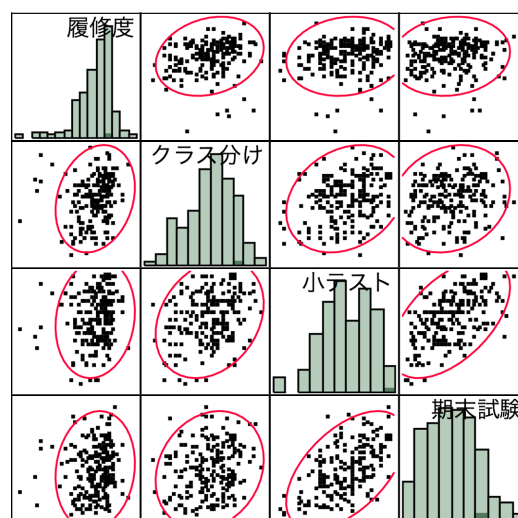 履修度
クラス分け
小テスト
期末試験